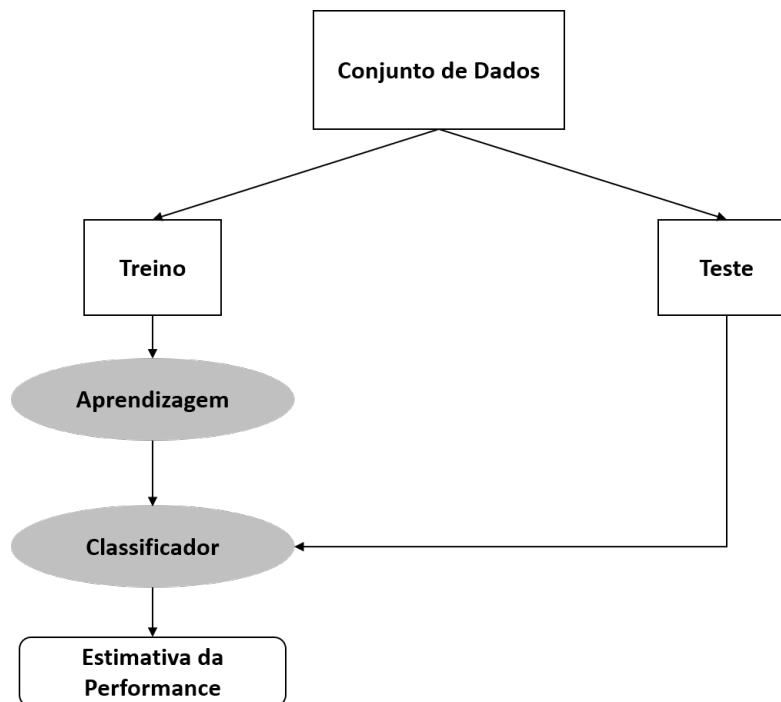 Conjunto de Dados
Treino
Teste
Aprendizagem
Classificador
Estimativa da
Performance